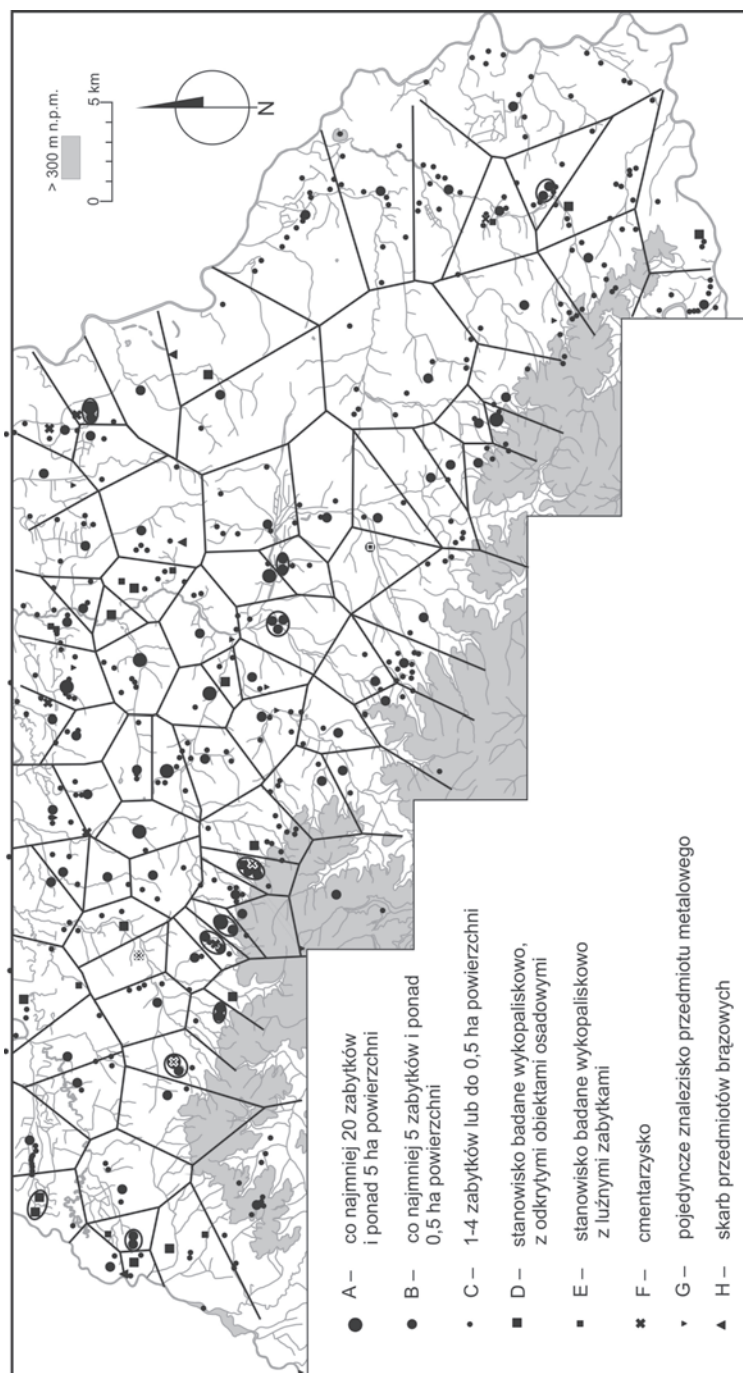 > 300 m n.p.m.
0 5 km
N
A – co najmniej 20 zabytków
i ponad 5 ha powierzchni
B – co najmniej 5 zabytków i ponad
0,5 ha powierzchni
C – 1-4 zabytków lub do 0,5 ha powierzchni
D – stanowisko badane wykopaliskowo,
z odkrytymi obiektami osadowymi
E – stanowisko badane wykopaliskowo
z luźnymi zabytkami
F – cmentarzysko
G – pojedyncze znalezisko przedmiotu metalowego
H – skarb przedmiotów brązowych